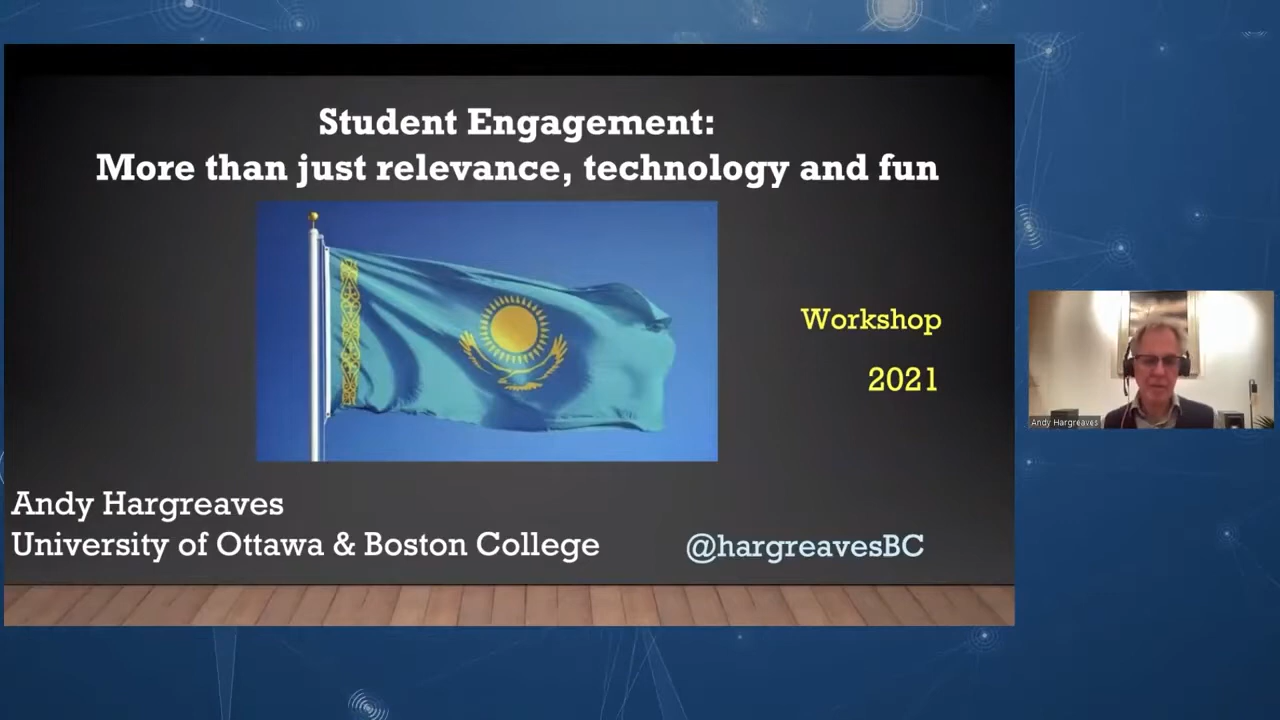 Student Engagement:
More than just relevance, technology and fun
Workshop
2021
Andy Hargreaves
University of Ottawa & Boston College
@hargreavesBC
Andy Hargreaves